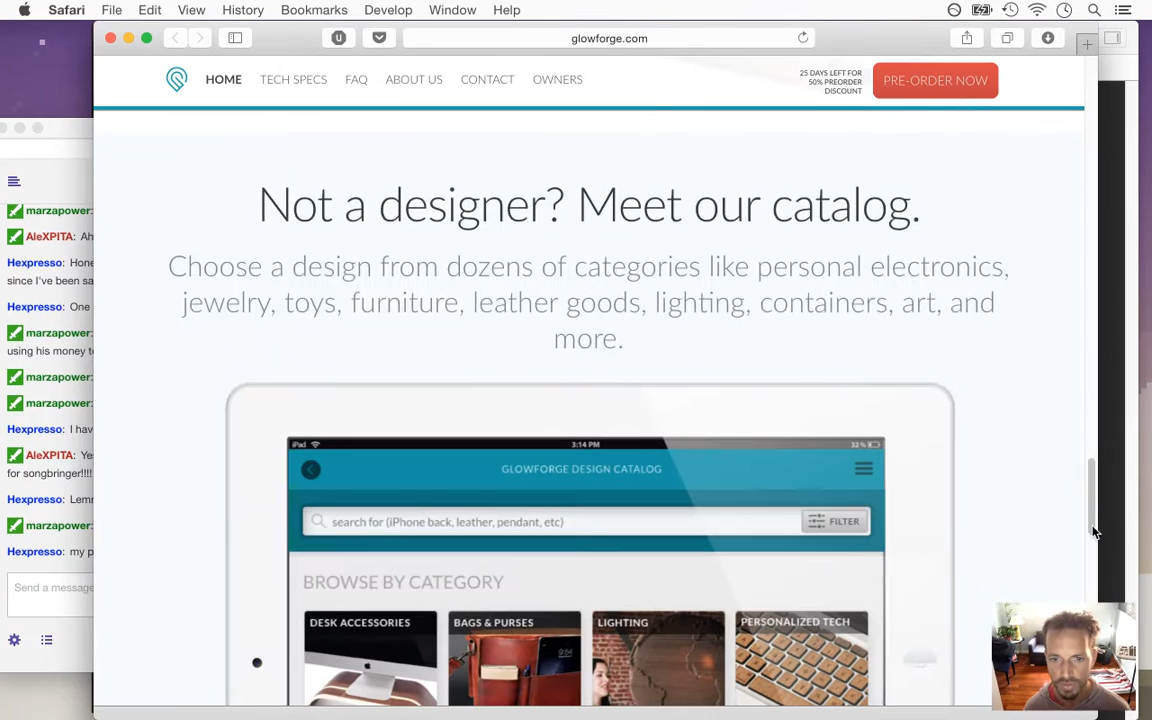 Safari File Edit View History Bookmarks Develop Window Help
glowforge.com
HOME TECH SPECS FAQ ABOUT US CONTACT OWNERS
25 DAYS LEFT FOR
50% PREORDER
DISCOUNT
PRE-ORDER NOW
marzapower:
AleXPITA: Ah
Hexpresso: Hone
since I've been sa
Hexpresso: One
marzapower:
using his money to
marzapower:
marzapower:
Hexpresso: I hav
AleXPITA: Yes
for songbringer!!!!
Hexpresso: Lemr
marzapower:
Hexpresso: my p
Send a message
Not a designer? Meet our catalog.
Choose a design from dozens of categories like personal electronics,
jewelry, toys, furniture, leather goods, lighting, containers, art, and
more.
iPad 3:14 PM 32%
GLOWFORGE DESIGN CATALOG
search for (iPhone back, leather, pendant, etc) FILTER
BROWSE BY CATEGORY
DESK ACCESSORIES BAGS & PURSES LIGHTING PERSONALIZED TECH